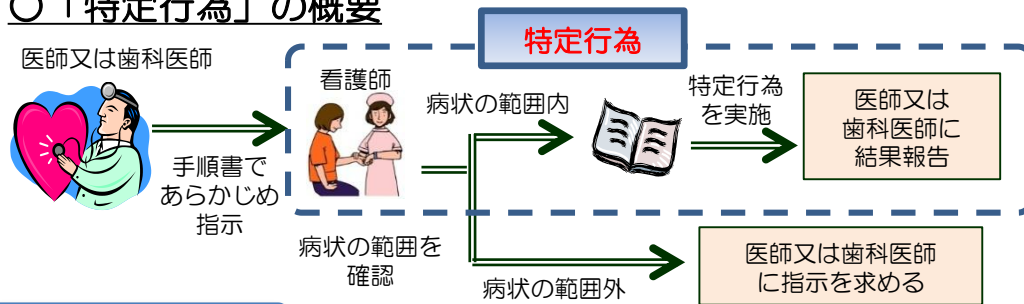 〇「特定行為」の概要
特定行為
医師又は歯科医師
看護師
手順書で
あらかじめ
指示
病状の範囲を
確認
病状の範囲内
特定行為
を実施
医師又は
歯科医師に
結果報告
病状の範囲外
医師又は歯科医師
に指示を求める